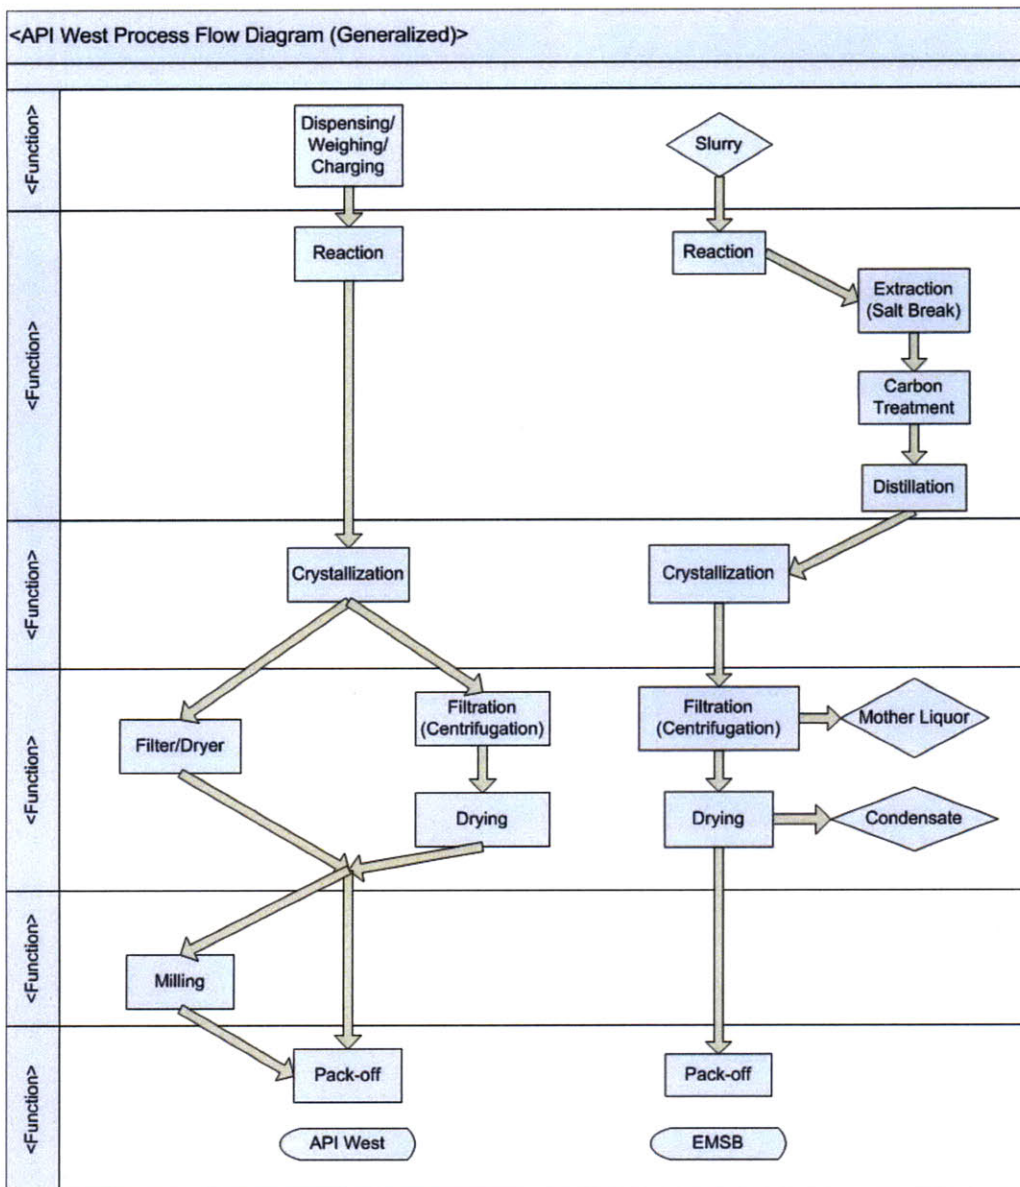 <API West Process Flow Diagram (Generalized)>
<Function>
Dispensing/
Weighing/
Charging
Slurry
<Function>
Reaction
Reaction
Extraction
(Salt Break)
Carbon
Treatment
Distillation
<Function>
Crystallization
Crystallization
<Function>
Filter/Dryer
Filtration
(Centrifugation)
Drying
Filtration
(Centrifugation)
Mother Liquor
Drying
Condensate
<Function>
Milling
<Function>
Pack-off
Pack-off
API West
EMSB